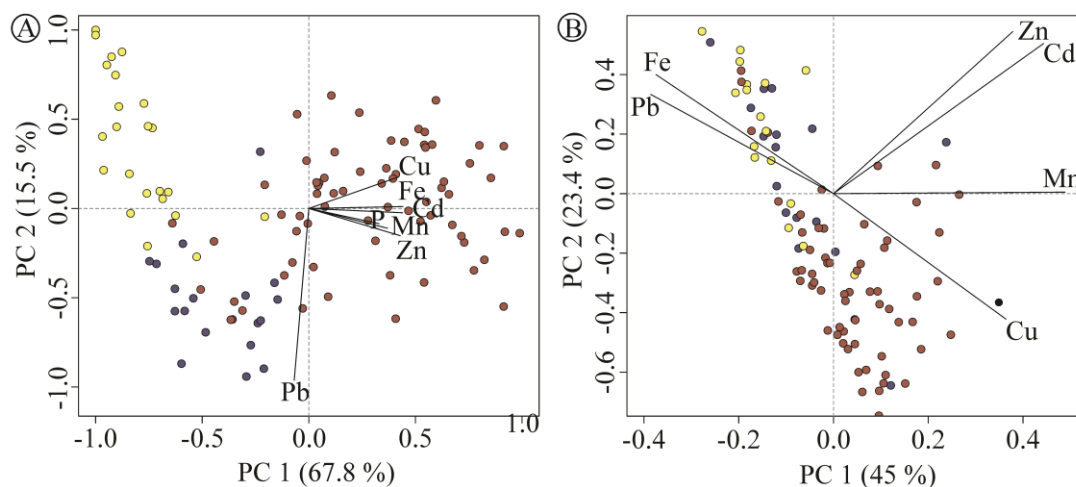 A
1.0
0.5
0.0
-0.5
-1.0
PC 2 (15.5 %)
Cu
Fe
Cd
P
Mn
Zn
Pb
-1.0 -0.5 0.0 0.5 1.0
PC 1 (67.8 %)
B
0.4
0.2
0.0
-0.2
-0.4
-0.6
PC 2 (23.4 %)
Zn
Cd
Fe
Pb
Mn
Cu
-0.4 -0.2 0.0 0.2 0.4
PC 1 (45 %)